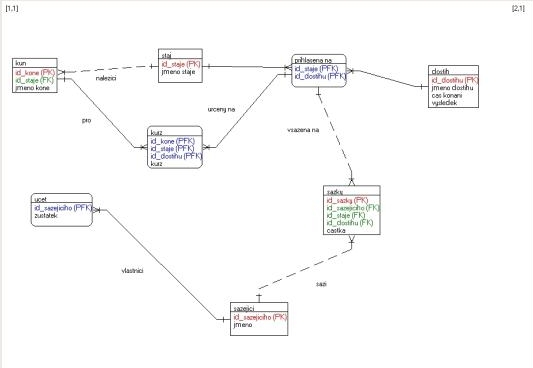 [1,1]
[2,1]
kun
id_kone (PK)
id_staje (FK)
jmeno kone
nalezici
staj
id_staje (PK)
jmeno staje
prihlasena na
id_staje (PFK)
id_dostihu (PFK)
dostih
id_dostihu (PK)
jmeno dostihu
cas konani
vysledek
pro
urceny na
kurz
id_kone (PFK)
id_staje (PFK)
id_dostihu (PFK)
kurz
vsazena na
ucet
id_sazejiciho (PFK)
zustatek
sazky
id_sazky (PK)
id_sazejiciho (FK)
id_staje (FK)
id_dostihu (FK)
castka
vlastnici
sazi
sazejici
id_sazejiciho (PK)
jmeno